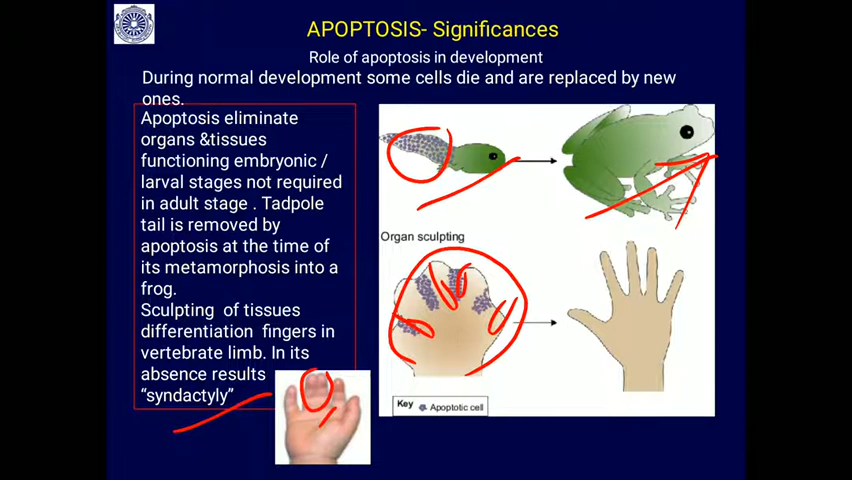 APOPTOSIS- Significances
Role of apoptosis in development
During normal development some cells die and are replaced by new
ones.
Apoptosis eliminate
organs &tissues
functioning embryonic /
larval stages not required
in adult stage . Tadpole
tail is removed by
apoptosis at the time of
its metamorphosis into a
frog.
Sculpting of tissues
differentiation fingers in
vertebrate limb. In its
absence results
“syndactyly”
Organ sculpting
Key
Apoptotic cell